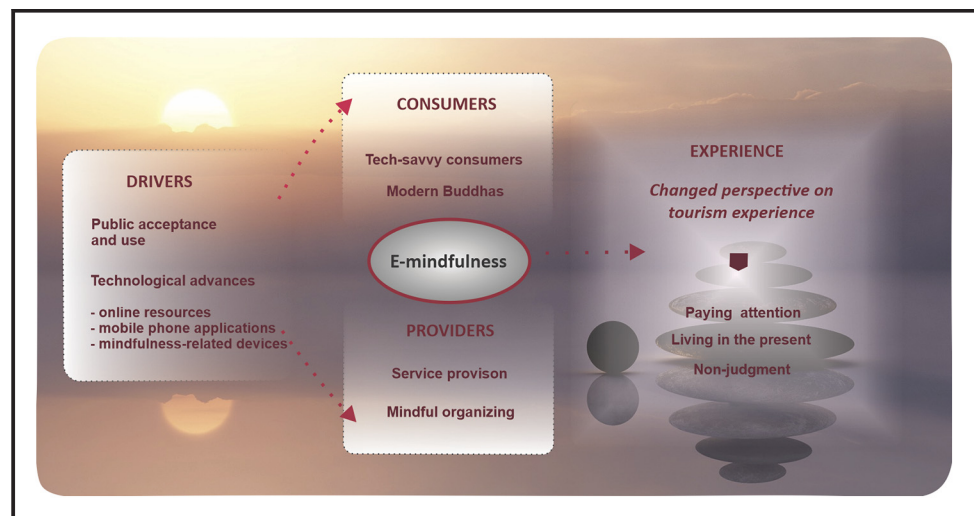 DRIVERS
Public acceptance
and use
Technological advances
- online resources
- mobile phone applications
- mindfulness-related devices
CONSUMERS
Tech-savvy consumers
Modern Buddhas
E-mindfulness
PROVIDERS
Service provison
Mindful organizing
EXPERIENCE
Changed perspective on
tourism experience
Paying attention
Living in the present
Non-judgment